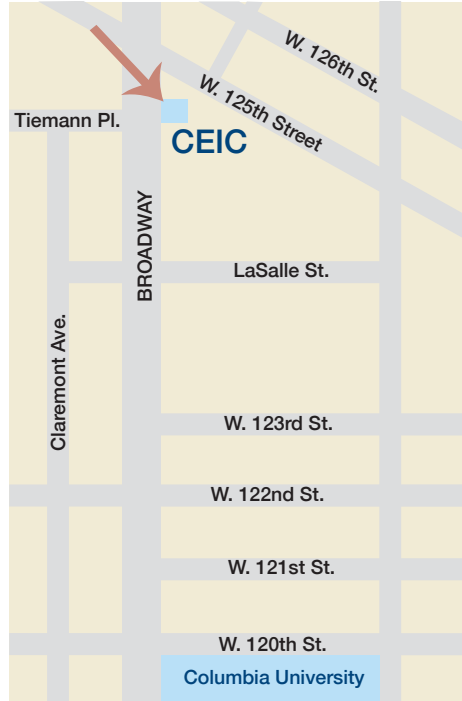 W. 126th St.
W. 125th Street
Tiemann Pl.
CEIC
BROADWAY
LaSalle St.
Claremont Ave.
W. 123rd St.
W. 122nd St.
W. 121st St.
W. 120th St.
Columbia University